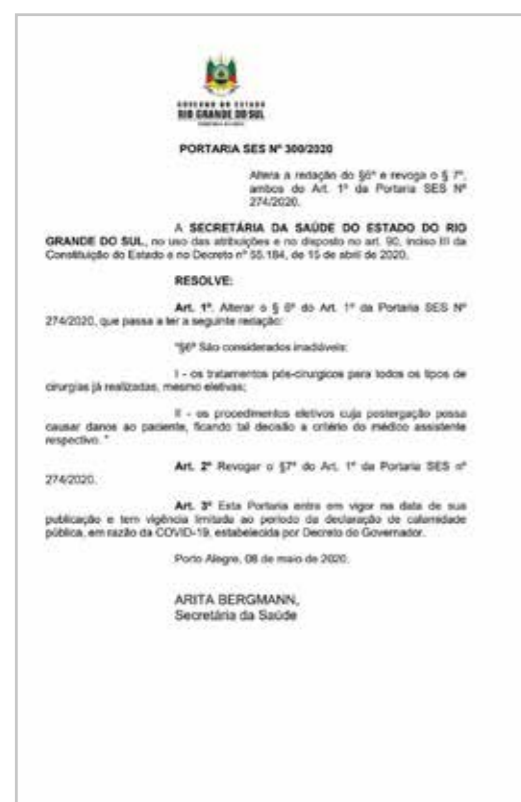 GOVERNO DO ESTADO
RIO GRANDE DO SUL
PORTARIA SES Nº 300/2020
Altera a redação do §6º e revoga o § 7º,
ambos do Art. 1º da Portaria SES Nº
274/2020.
A SECRETÁRIA DA SAÚDE DO ESTADO DO RIO
GRANDE DO SUL, no uso das atribuições e no disposto no art. 90, inciso III da
Constituição do Estado e no Decreto nº 55.184, de 15 de abril de 2020,
RESOLVE:
Art. 1º. Alterar o § 6º do Art. 1º da Portaria SES Nº
274/2020, que passa a ter a seguinte redação:
"§6º São considerados inadiáveis:
I - os tratamentos pós-cirurgicos para todos os tipos de
cirurgias já realizadas, mesmo eletivas;
II - os procedimentos eletivos cuja postergação possa
causar danos ao paciente, ficando tal decisão a critério do médico assistente
respectivo. "
Art. 2º Revogar o §7º do Art. 1º da Portaria SES nº
274/2020.
Art. 3º Esta Portaria entra em vigor na data de sua
publicação e tem vigência limitada ao período da declaração de calamidade
pública, em razão da COVID-19, estabelecida por Decreto do Governador.
Porto Alegre, 08 de maio de 2020.
ARITA BERGMANN,
Secretária da Saúde